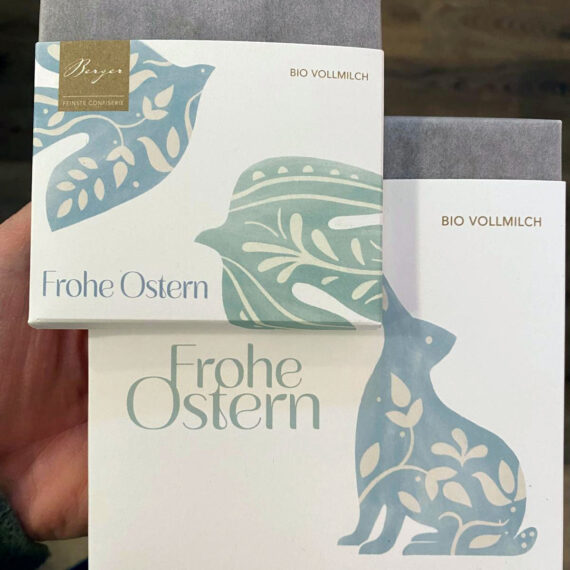 Berger
FEINSTE CONFISERIE
BIO VOLLMILCH
Frohe Ostern
BIO VOLLMILCH
Frohe
Ostern